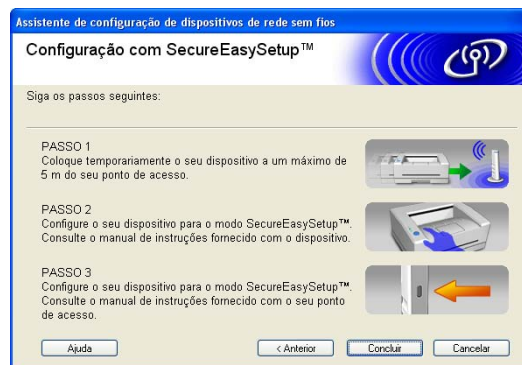 Assistente de configuração de dispositivos de rede sem fios
Configuração com SecureEasySetup™
Siga os passos seguintes:
PASSO 1
Coloque temporariamente o seu dispositivo a um máximo de
5 m do seu ponto de acesso.
PASSO 2
Configure o seu dispositivo para o modo SecureEasySetup™.
Consulte o manual de instruções fornecido com o dispositivo.
PASSO 3
Configure o seu dispositivo para o modo SecureEasySetup™.
Consulte o manual de instruções fornecido com o seu ponto
de acesso.
Ajuda
< Anterior
Concluir
Cancelar